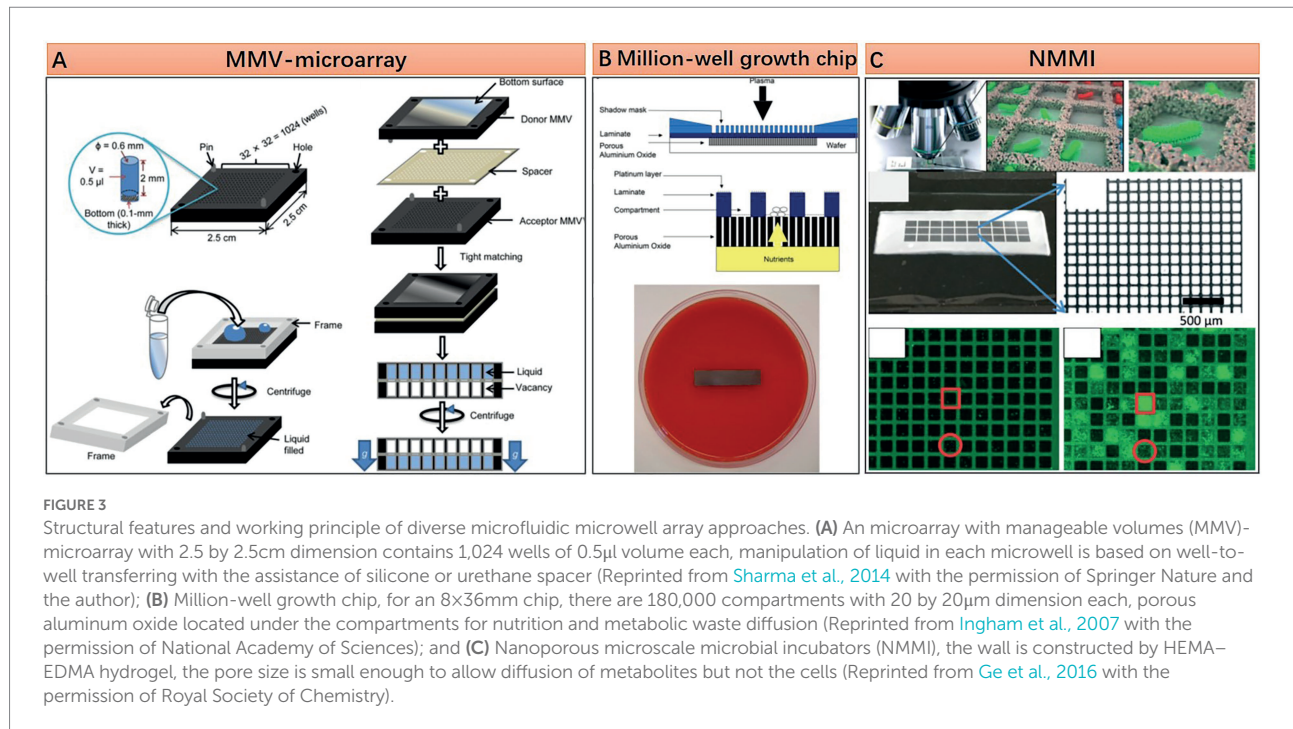 A MMV-microarray
Bottom surface
Donor MMV
Spacer
Acceptor MMV
Tight matching
Liquid
Vacancy
Centrifuge
g
g
32 × 32 = 1024 (wells)
Pin
Hole
ϕ = 0.6 mm
V =
0.5 µl
2 mm
Bottom (0.1-mm
thick)
2.5 cm
2.5 cm
Frame
Centrifuge
Liquid
filled
Frame
B Million-well growth chip
Plasma
Shadow mask
Laminate
Porous
Aluminium Oxide
Wafer
Platinum layer
Laminate
Compartment
Porous
Aluminium Oxide
Nutrients
C NMMI
500 µm
FIGURE 3
Structural features and working principle of diverse microfluidic microwell array approaches. (A) An microarray with manageable volumes (MMV)-
microarray with 2.5 by 2.5cm dimension contains 1,024 wells of 0.5µl volume each, manipulation of liquid in each microwell is based on well-to-
well transferring with the assistance of silicone or urethane spacer (Reprinted from Sharma et al., 2014 with the permission of Springer Nature and
the author); (B) Million-well growth chip, for an 8×36mm chip, there are 180,000 compartments with 20 by 20µm dimension each, porous
aluminum oxide located under the compartments for nutrition and metabolic waste diffusion (Reprinted from Ingham et al., 2007 with the
permission of National Academy of Sciences); and (C) Nanoporous microscale microbial incubators (NMMI), the wall is constructed by HEMA–
EDMA hydrogel, the pore size is small enough to allow diffusion of metabolites but not the cells (Reprinted from Ge et al., 2016 with the
permission of Royal Society of Chemistry).